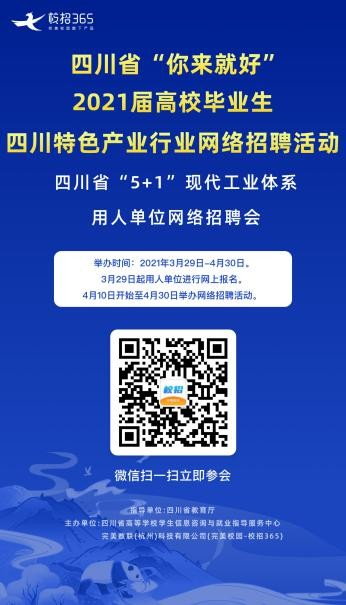 校招365
完美校园旗下产品
四川省“你来就好”
2021届高校毕业生
四川特色产业行业网络招聘活动
四川省“5+1”现代工业体系
用人单位网络招聘会
举办时间：2021年3月29日-4月30日。
3月29日起用人单位进行网上报名。
4月10日开始至4月30日举办网络招聘活动。
校招
微信扫一扫立即参会
指导单位:四川省教育厅
主办单位:四川省高等学校学生信息咨询与就业指导服务中心
完美数联(杭州)科技有限公司(完美校园-校招365)